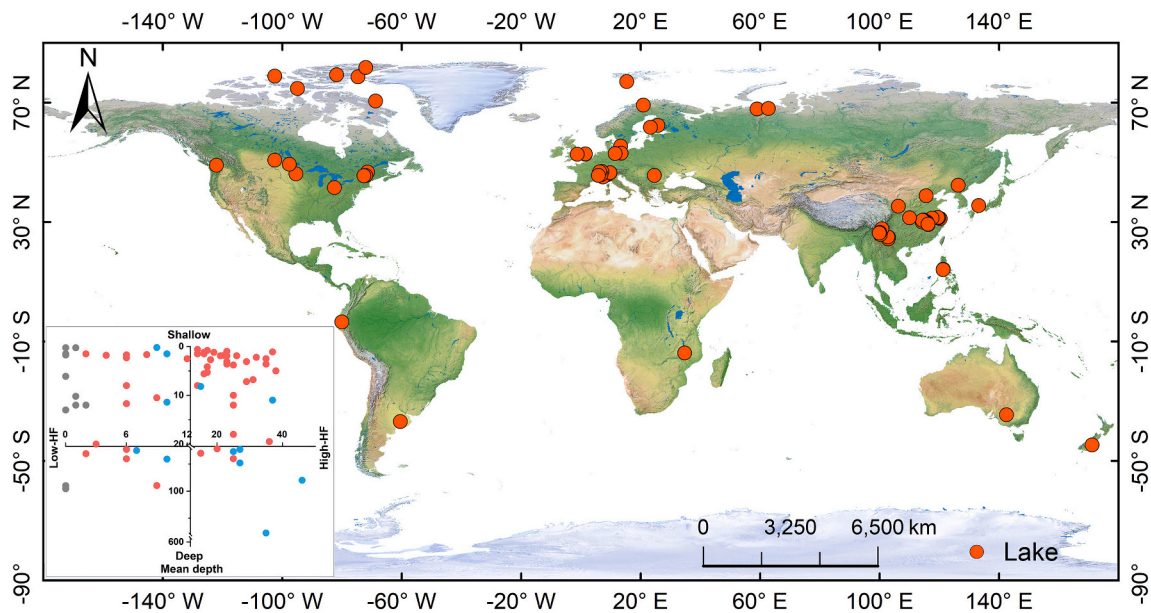 -140° W -100° W -60° W -20° W 20° E 60° E 100° E 140° E
N
70° N 70° N
30° N 30° N
-10° S -10° S
-50° S -50° S
-90° -90°
Shallow
0
10
0 6 12 20 20 40
Low-HF High-HF
100
600
Deep
Mean depth
0 3,250 6,500 km
Lake
-140° W -100° W -60° W -20° W 20° E 60° E 100° E 140° E